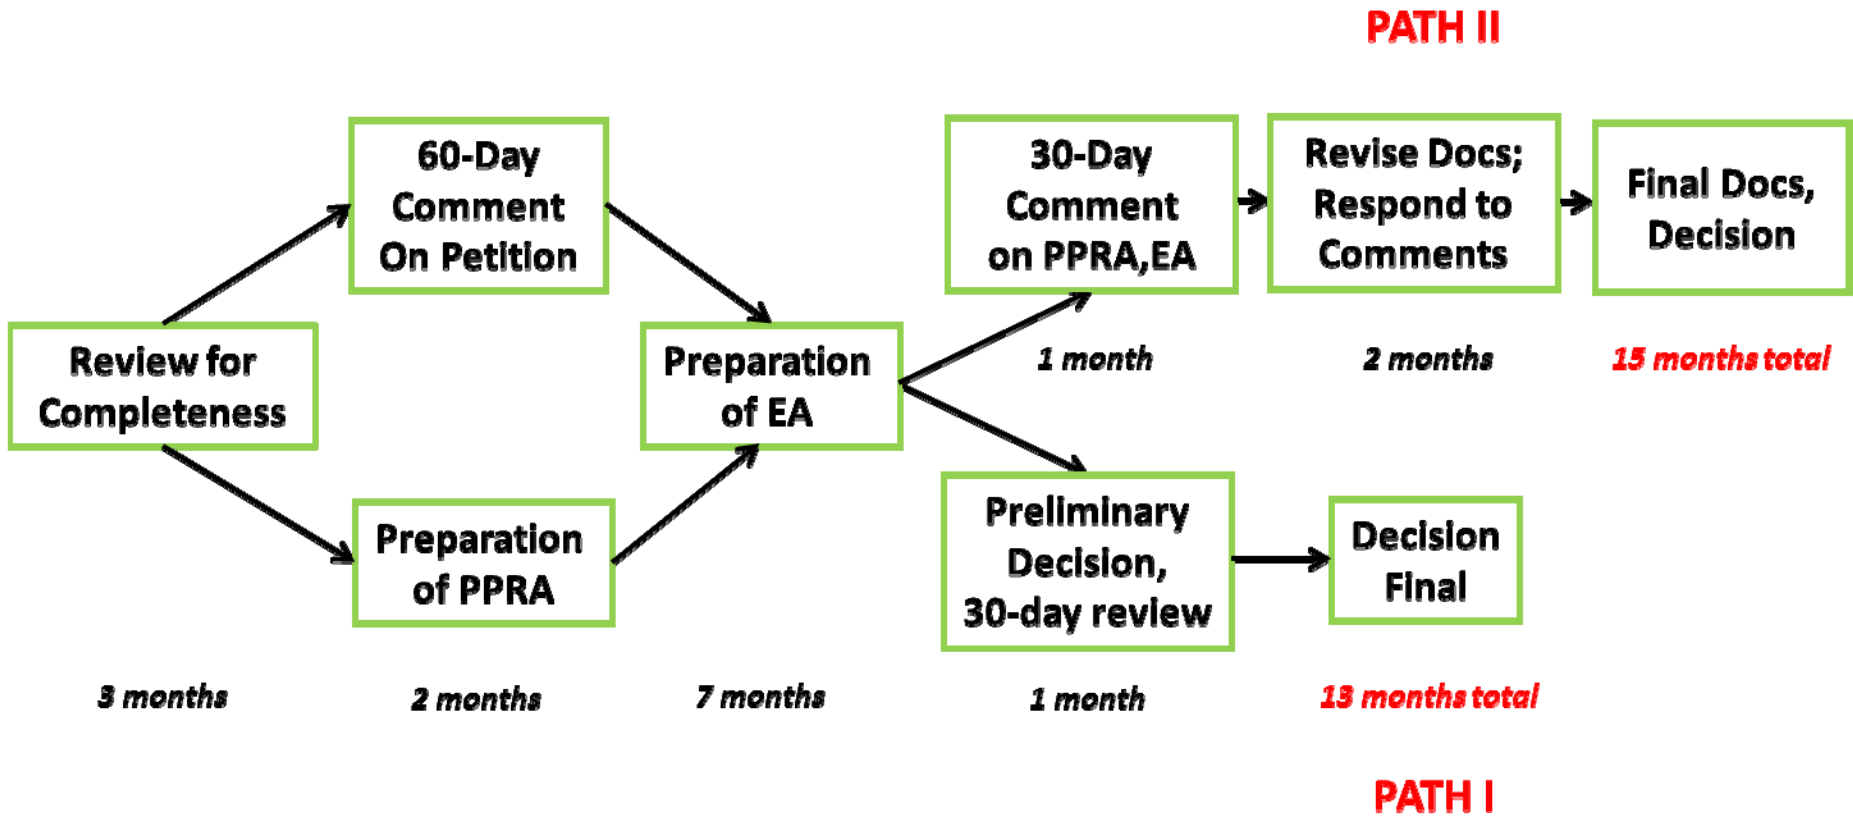 PATH II
60-Day
Comment
On Petition
30-Day
Comment
on PPRA,EA
Revise Docs;
Respond to
Comments
Final Docs,
Decision
Review for
Completeness
Preparation
of EA
1 month
2 months
15 months total
Preparation
of PPRA
Preliminary
Decision,
30-day review
Decision
Final
3 months
2 months
7 months
1 month
13 months total
PATH I